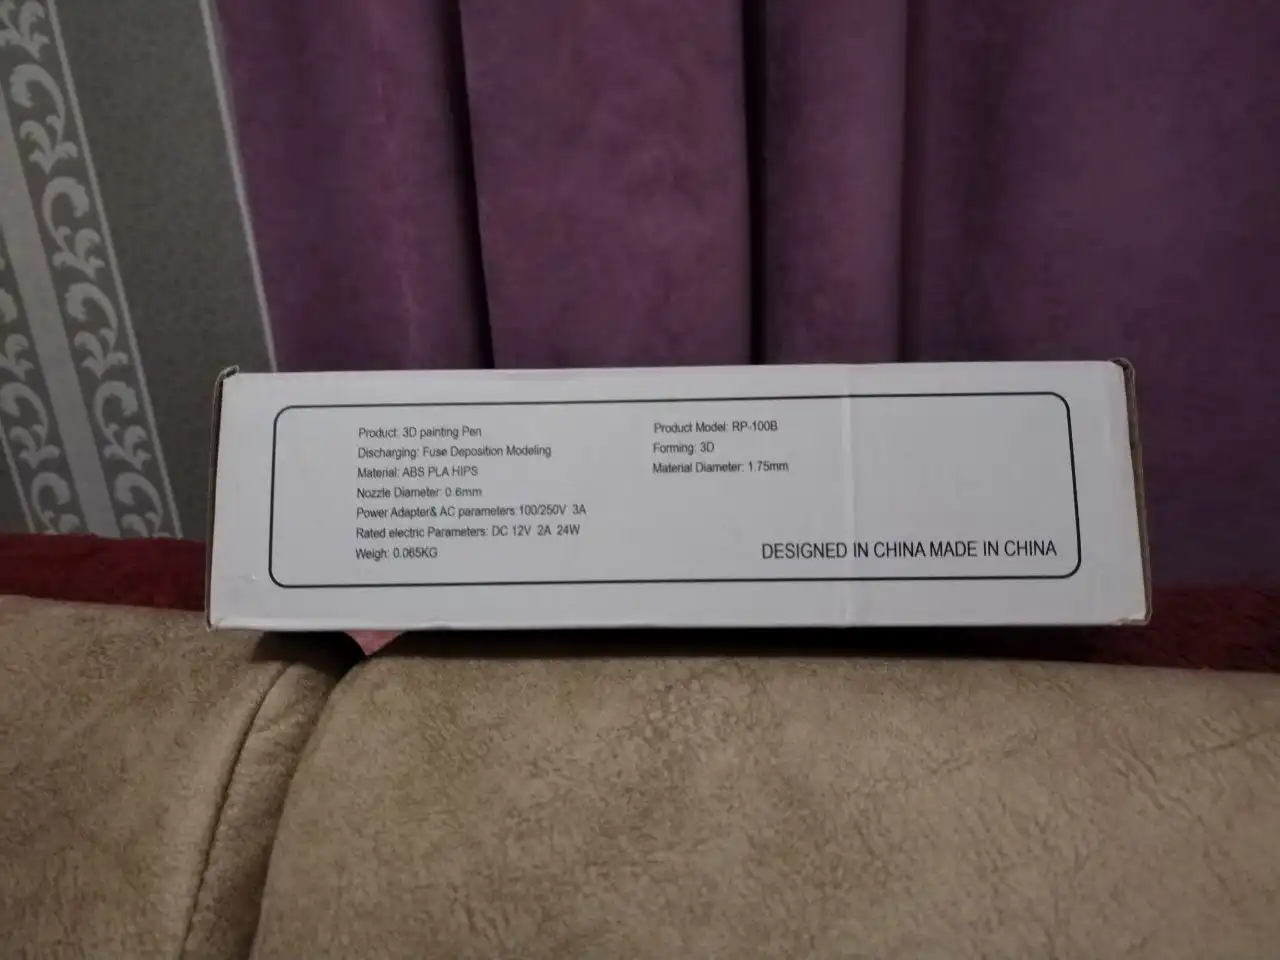 Product: 3D painting Pen
Discharging: Fuse Deposition Modeling
Material: ABS PLA HIPS
Nozzle Diameter: 0.6mm
Power Adapter& AC parameters:100/250V 3A
Rated electric Parameters: DC 12V 2A 24W
Weigh: 0.065KG
Product Model: RP-100B
Forming: 3D
Material Diameter: 1.75mm
DESIGNED IN CHINA MADE IN CHINA